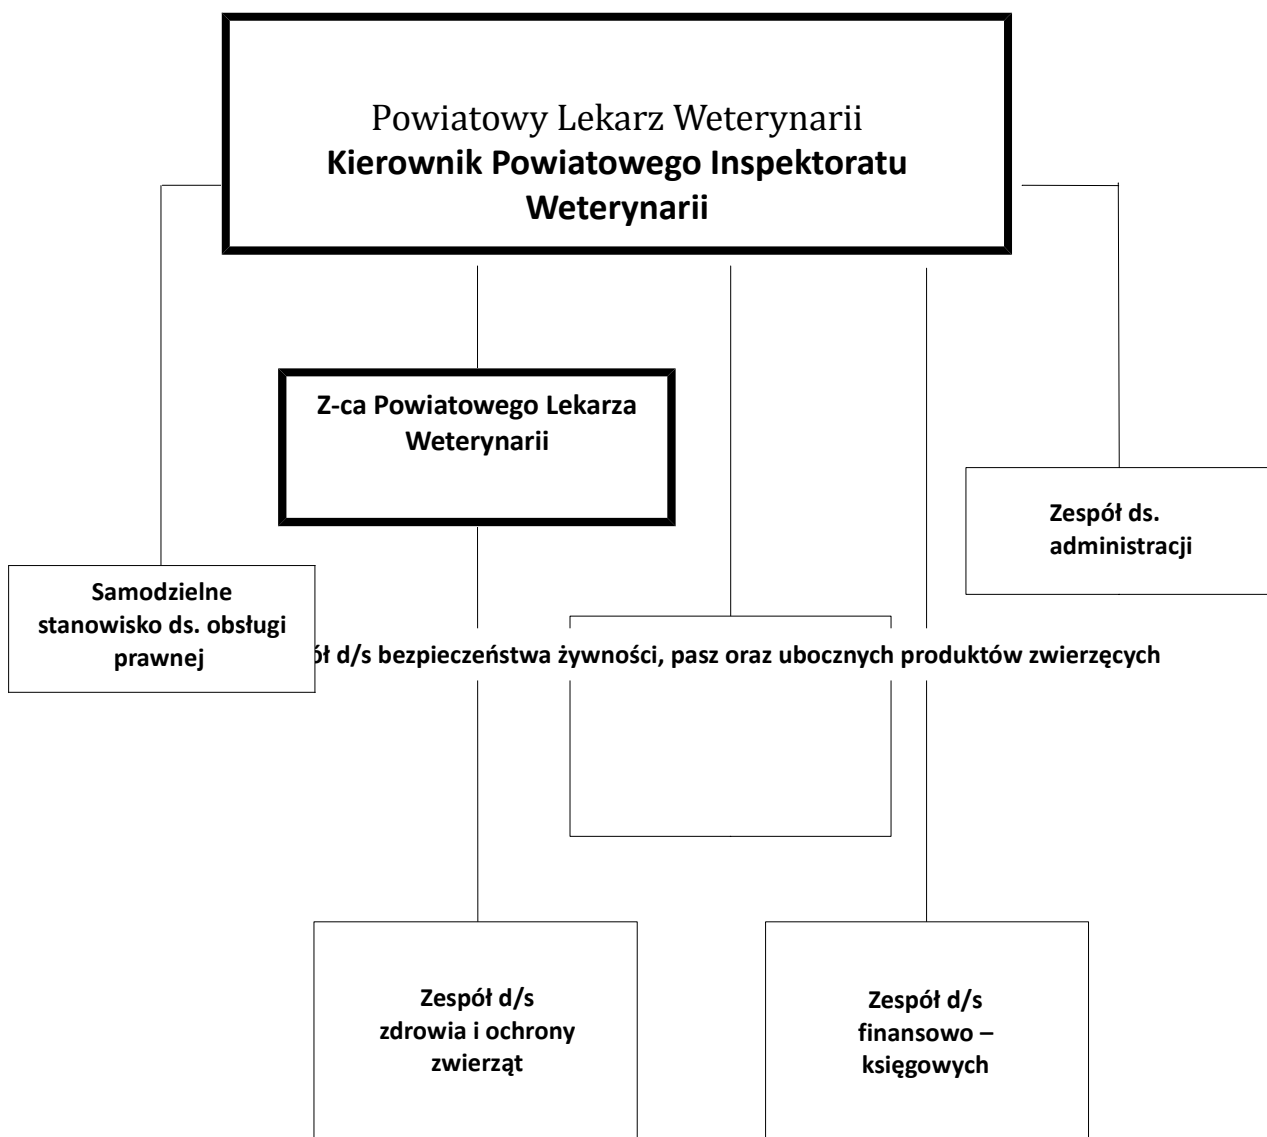 Powiatowy Lekarz Weterynarii
Kierownik Powiatowego Inspektoratu
Weterynarii
Z-ca Powiatowego Lekarza
Weterynarii
Zespół ds.
administracji
Samodzielne
stanowisko ds. obsługi
prawnej
d/s bezpieczeństwa żywności, pasz oraz ubocznych produktów zwierzęcych
Zespół d/s
zdrowia i ochrony
zwierząt
Zespół d/s
finansowo –
księgowych